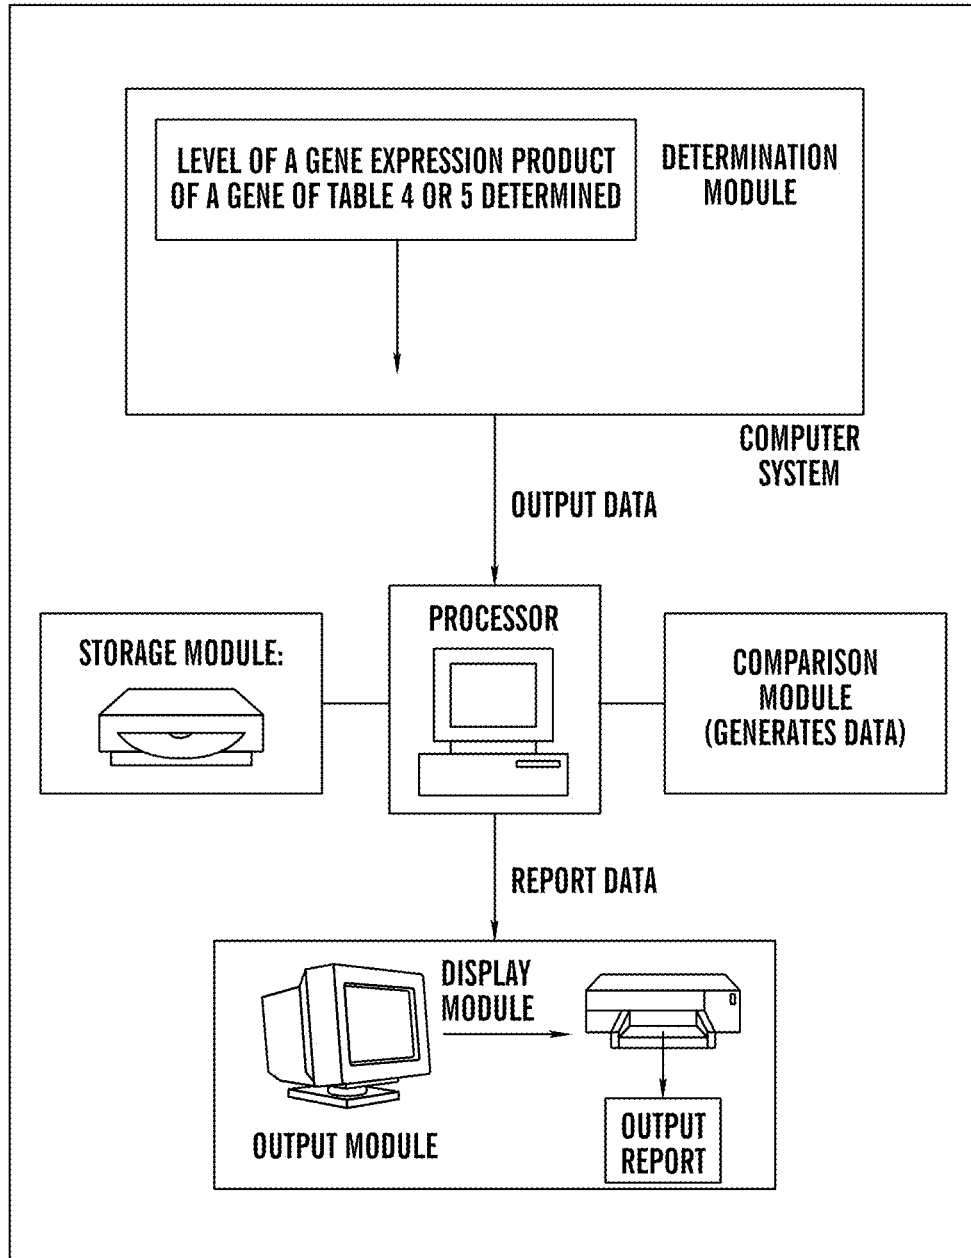 LEVEL OF A GENE EXPRESSION PRODUCT
OF A GENE OF TABLE 4 OR 5 DETERMINED
DETERMINATION
MODULE
COMPUTER
SYSTEM
OUTPUT DATA
STORAGE MODULE:
PROCESSOR
COMPARISON
MODULE
(GENERATES DATA)
REPORT DATA
DISPLAY
MODULE
OUTPUT MODULE
OUTPUT
REPORT